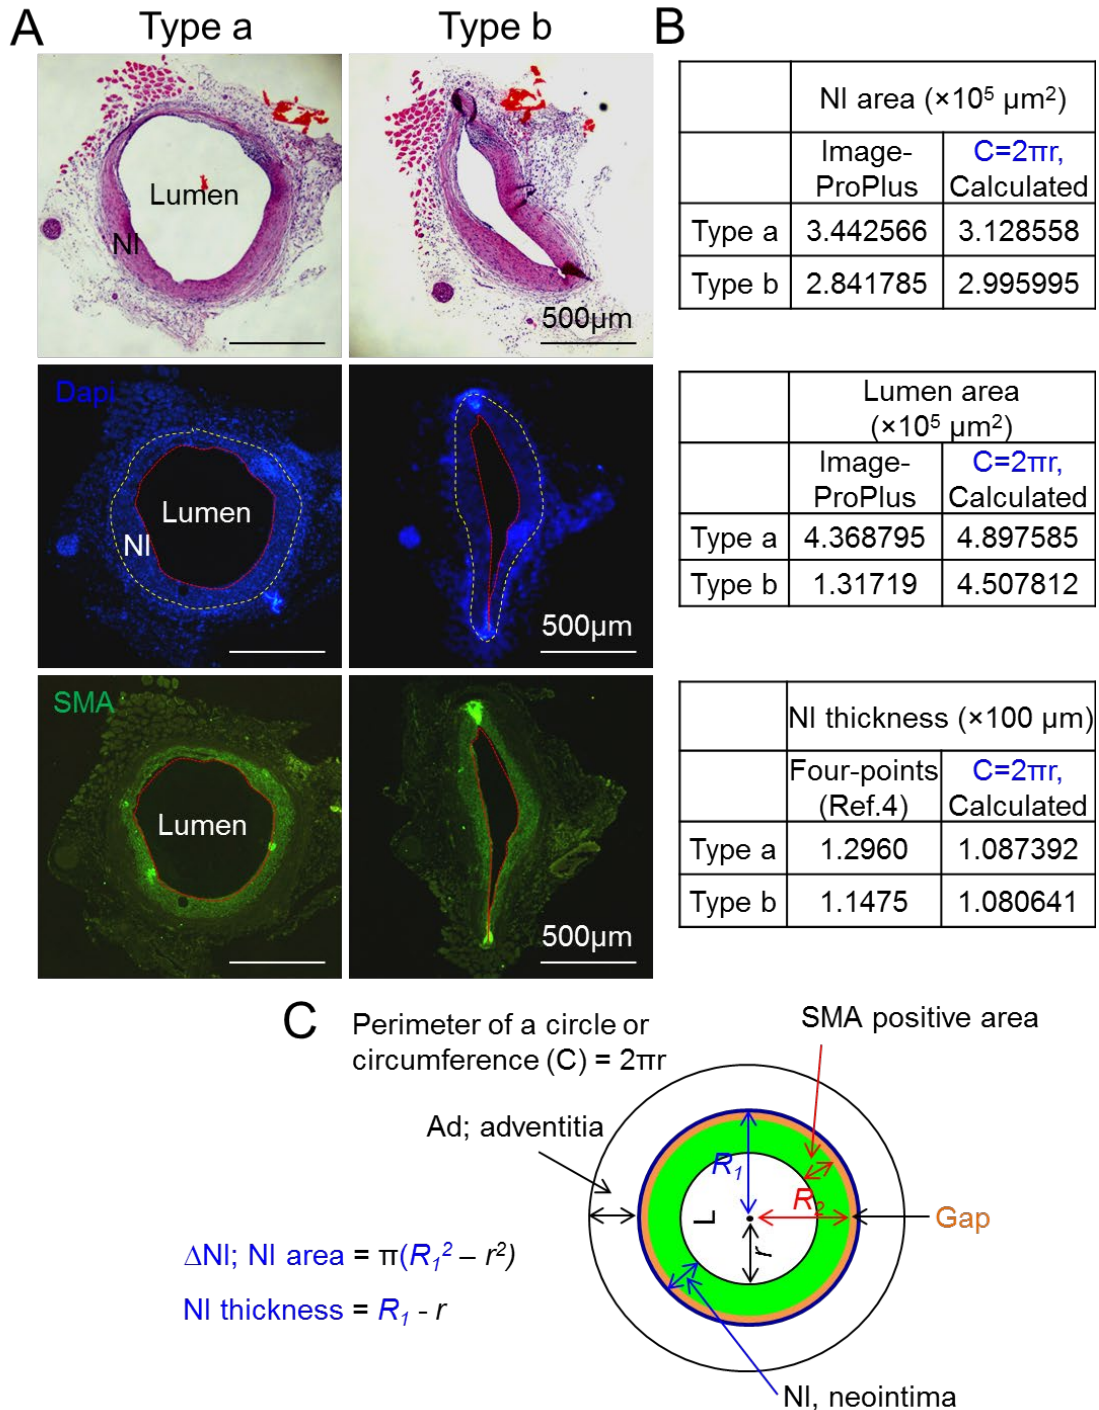 A
Type a
Type b
Lumen
NI
500μm
Dapi
Lumen
NI
500μm
SMA
Lumen
500μm
B
NI area (×10⁵ μm²)
Image-ProPlus
C=2πr, Calculated
Type a 3.442566 3.128558
Type b 2.841785 2.995995
Lumen area
(×10⁵ μm²)
Image-ProPlus
C=2πr, Calculated
Type a 4.368795 4.897585
Type b 1.31719 4.507812
NI thickness (×100 μm)
Four-points (Ref.4)
C=2πr, Calculated
Type a 1.2960 1.087392
Type b 1.1475 1.080641
C
Perimeter of a circle or
circumference (C) = 2πr
SMA positive area
Ad; adventitia
R₁
R₂
L
r
Gap
ΔNI; NI area = π(R₁² – r²)
NI thickness = R₁ - r
NI, neointima